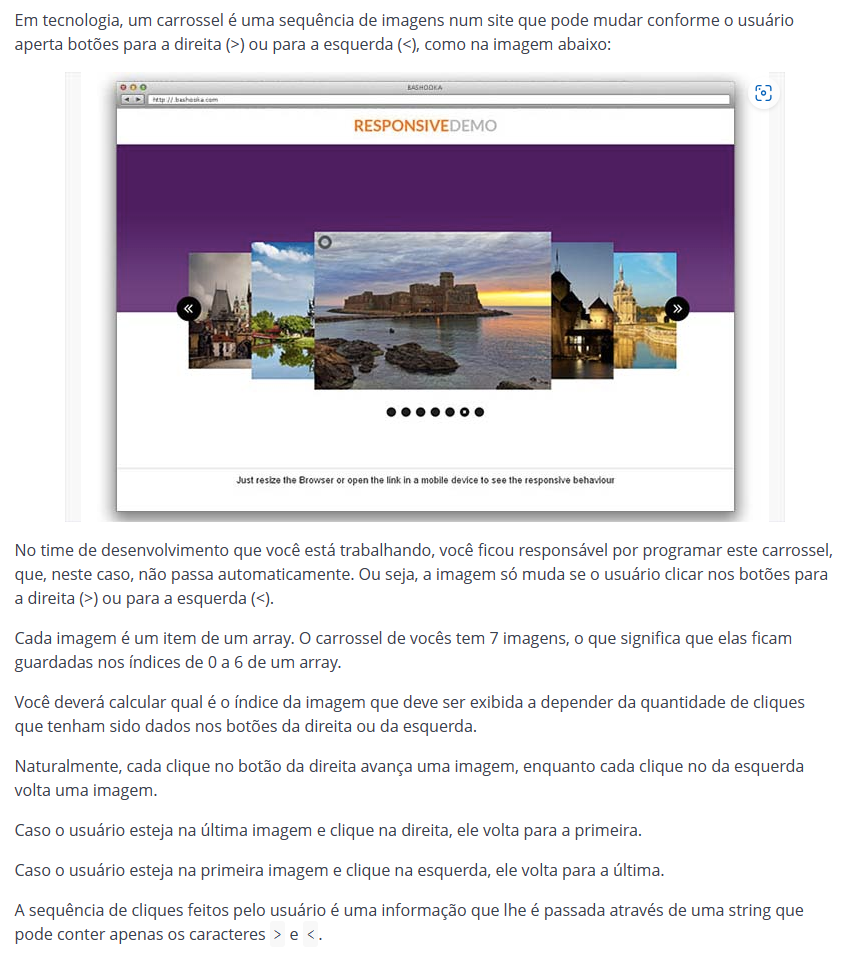 Em tecnologia, um carrossel é uma sequência de imagens num site que pode mudar conforme o usuário
aperta botões para a direita (>) ou para a esquerda (<), como na imagem abaixo:
BASHOOKA
http:// bashooka.com
RESPONSIVEDEMO
Just resize the Browser or open the link in a mobile device to see the responsive behaviour
No time de desenvolvimento que você está trabalhando, você ficou responsável por programar este carrossel,
que, neste caso, não passa automaticamente. Ou seja, a imagem só muda se o usuário clicar nos botões para
a direita (>) ou para a esquerda (<).
Cada imagem é um item de um array. O carrossel de vocês tem 7 imagens, o que significa que elas ficam
guardadas nos índices de 0 a 6 de um array.
Você deverá calcular qual é o índice da imagem que deve ser exibida a depender da quantidade de cliques
que tenham sido dados nos botões da direita ou da esquerda.
Naturalmente, cada clique no botão da direita avança uma imagem, enquanto cada clique no da esquerda
volta uma imagem.
Caso o usuário esteja na última imagem e clique na direita, ele volta para a primeira.
Caso o usuário esteja na primeira imagem e clique na esquerda, ele volta para a última.
A sequência de cliques feitos pelo usuário é uma informação que lhe é passada através de uma string que
pode conter apenas os caracteres > e < .